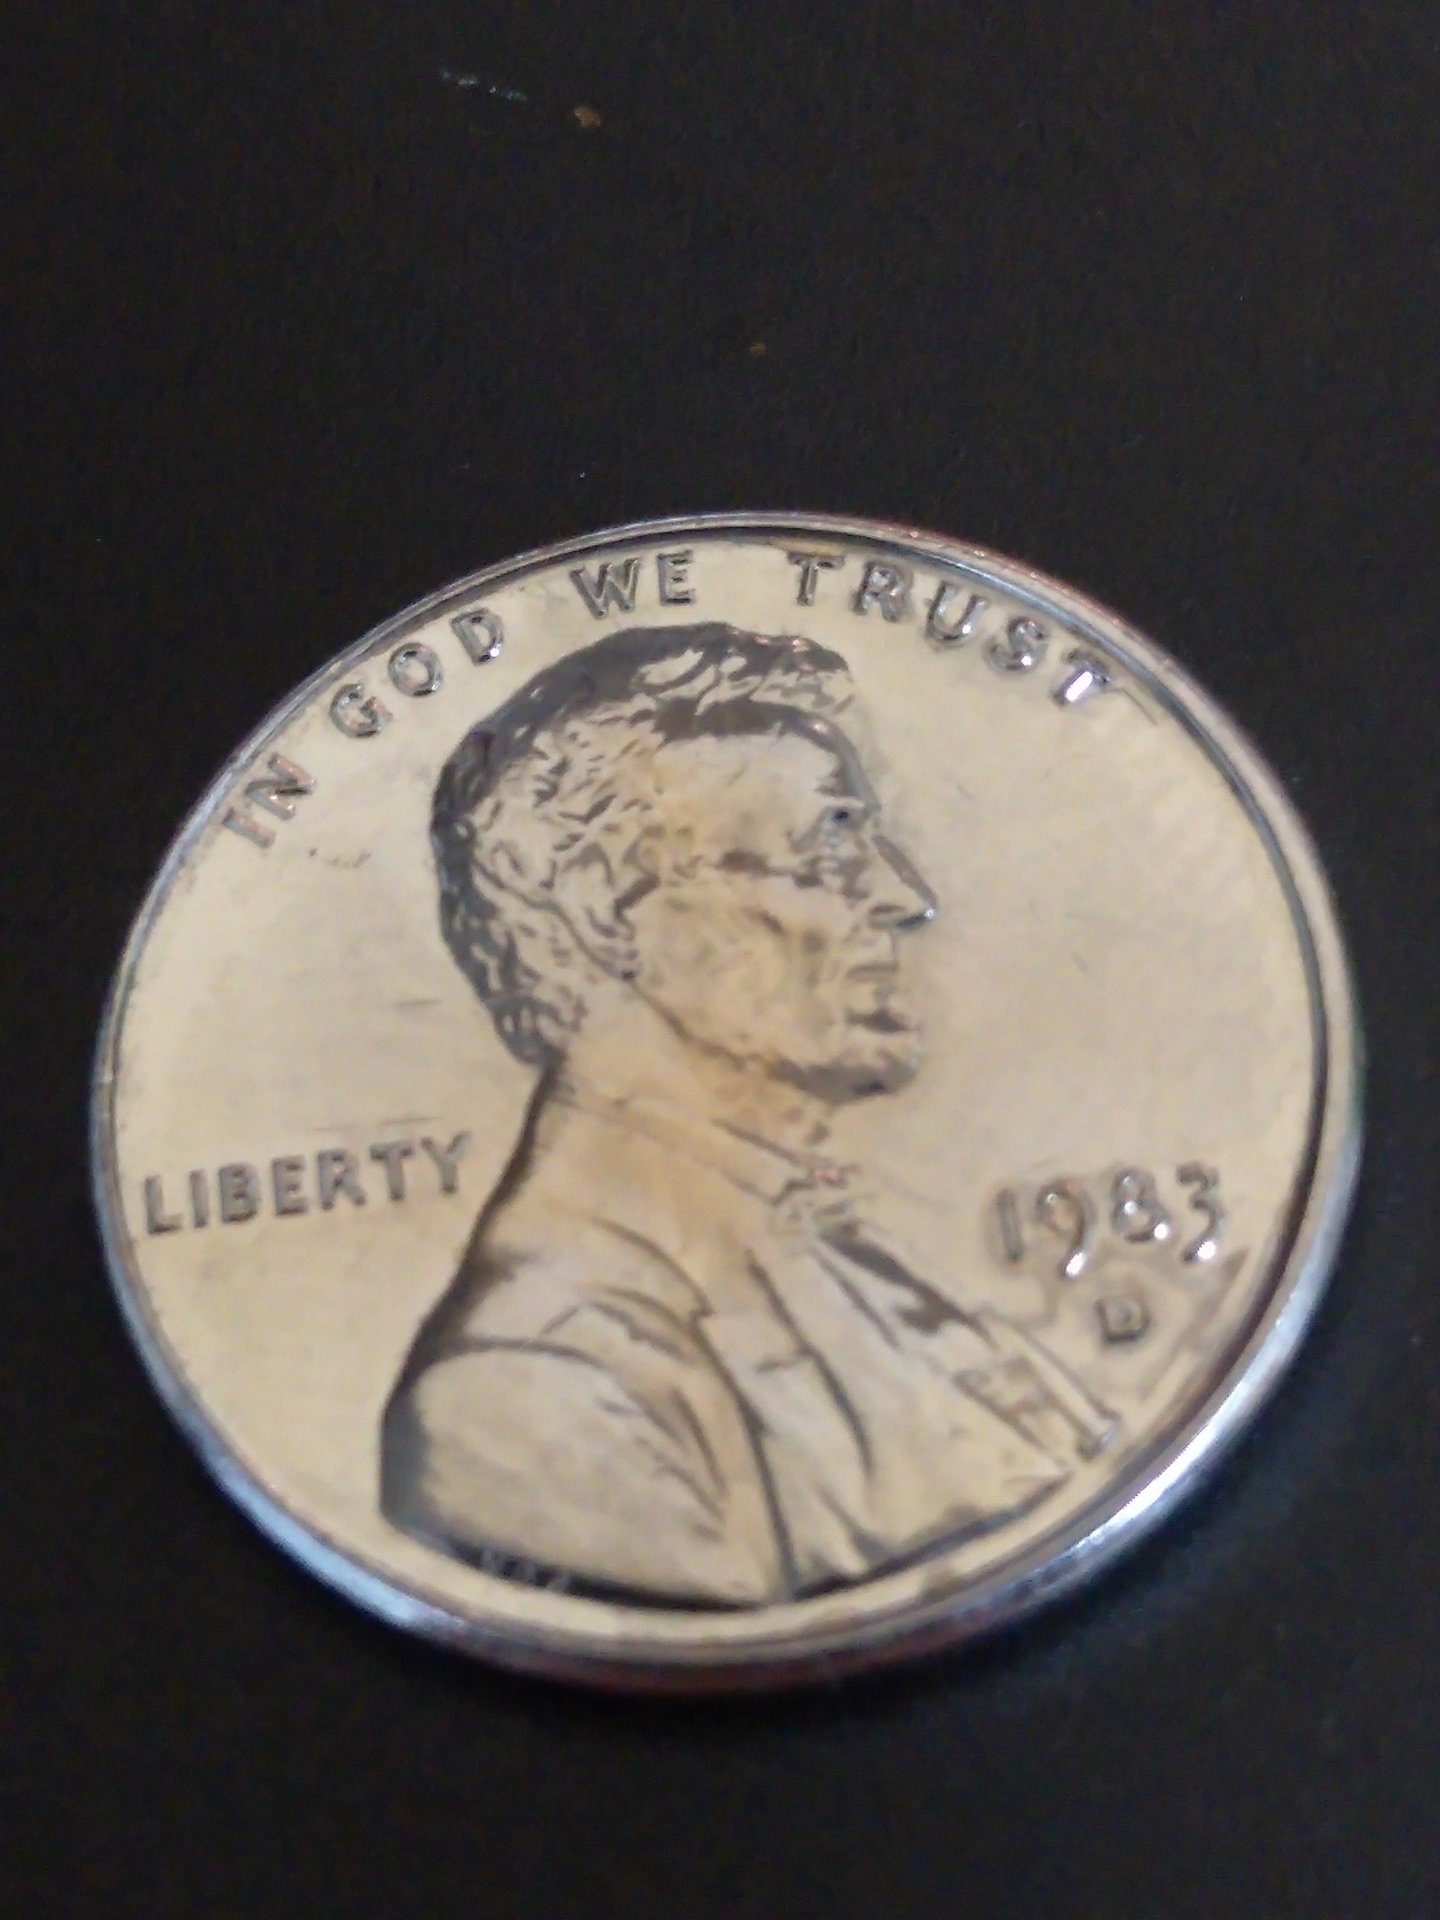 IN GOD WE TRUST
LIBERTY
1983
D